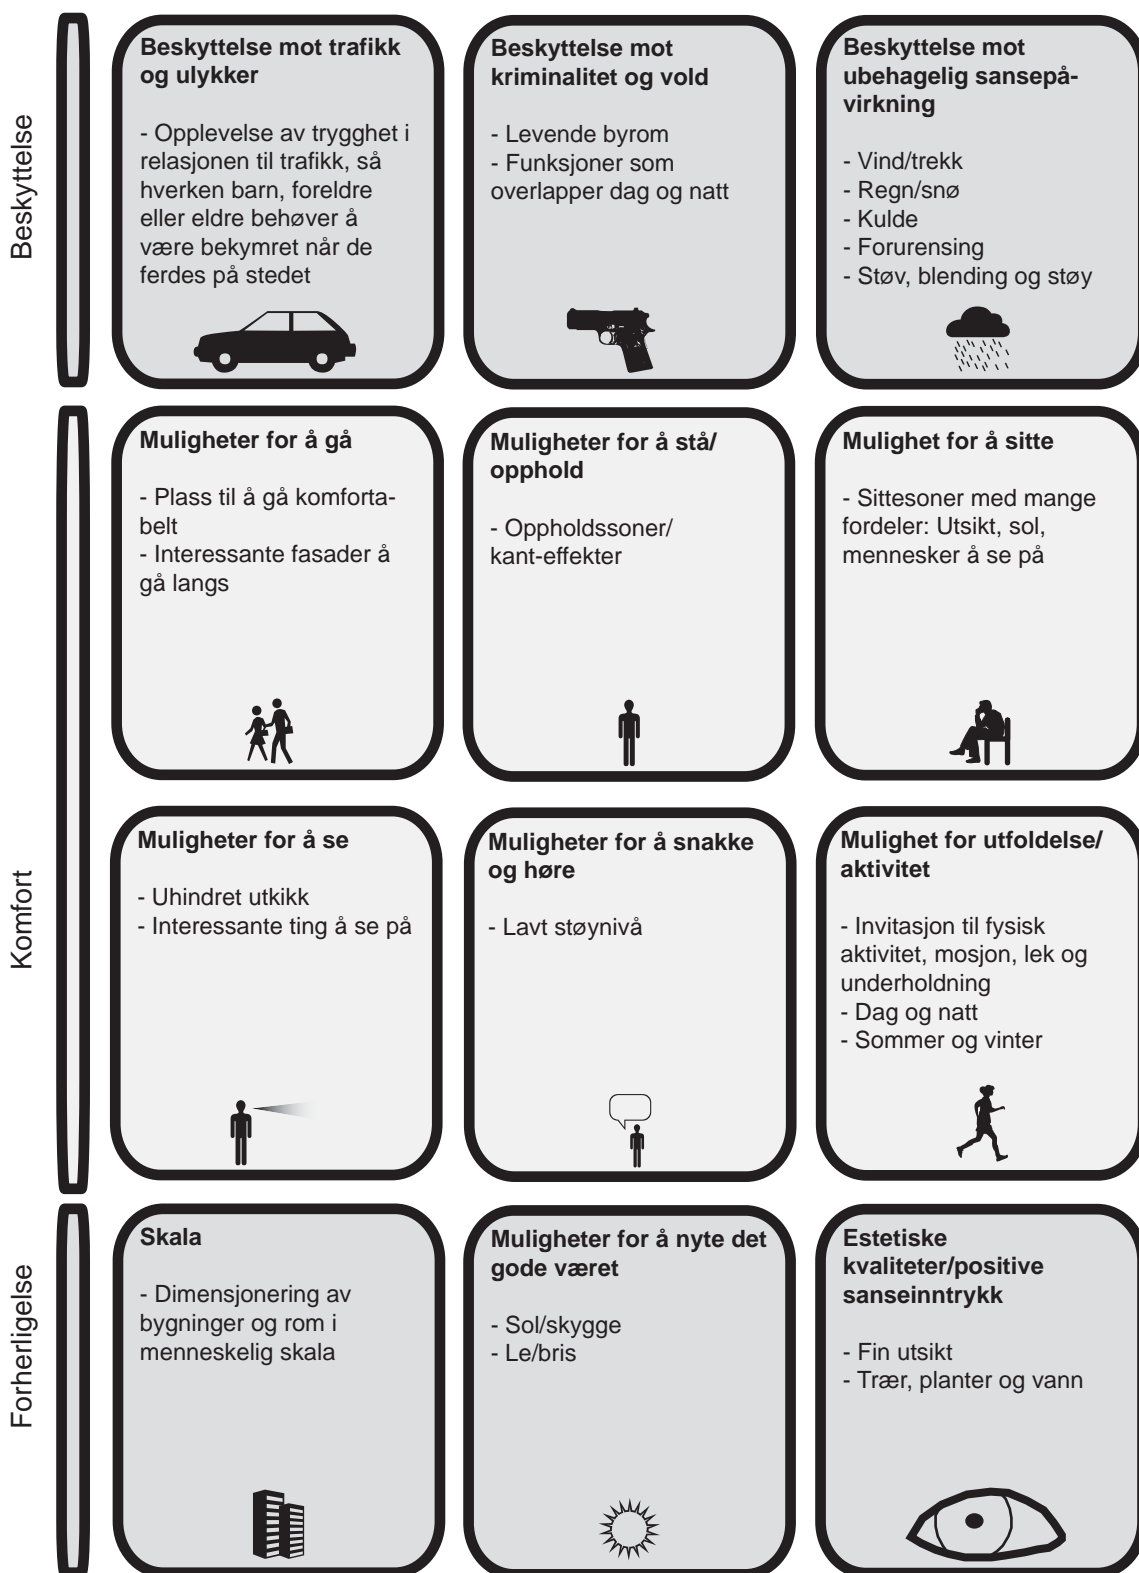 Beskyttelse
Beskyttelse mot trafikk
og ulykker
- Opplevelse av trygghet i
relasjonen til trafikk, så
hverken barn, foreldre
eller eldre behøver å
være bekymret når de
ferdes på stedet
Beskyttelse mot
kriminalitet og vold
- Levende byrom
- Funksjoner som
overlapper dag og natt
Beskyttelse mot
ubehagelig sansepå-
virkning
- Vind/trekk
- Regn/snø
- Kulde
- Forurensing
- Støv, blending og støy
Komfort
Muligheter for å gå
- Plass til å gå komforta-
belt
- Interessante fasader å
gå langs
Muligheter for å stå/
opphold
- Oppholdssoner/
kant-effekter
Mulighet for å sitte
- Sittesoner med mange
fordeler: Utsikt, sol,
mennesker å se på
Muligheter for å se
- Uhindret utkikk
- Interessante ting å se på
Muligheter for å snakke
og høre
- Lavt støynivå
Mulighet for utfoldelse/
aktivitet
- Invitasjon til fysisk
aktivitet, mosjon, lek og
underholdning
- Dag og natt
- Sommer og vinter
Forherligelse
Skala
- Dimensjonering av
bygninger og rom i
menneskelig skala
Muligheter for å nyte det
gode været
- Sol/skygge
- Le/bris
Estetiske
kvaliteter/positive
sanseinntrykk
- Fin utsikt
- Trær, planter og vann